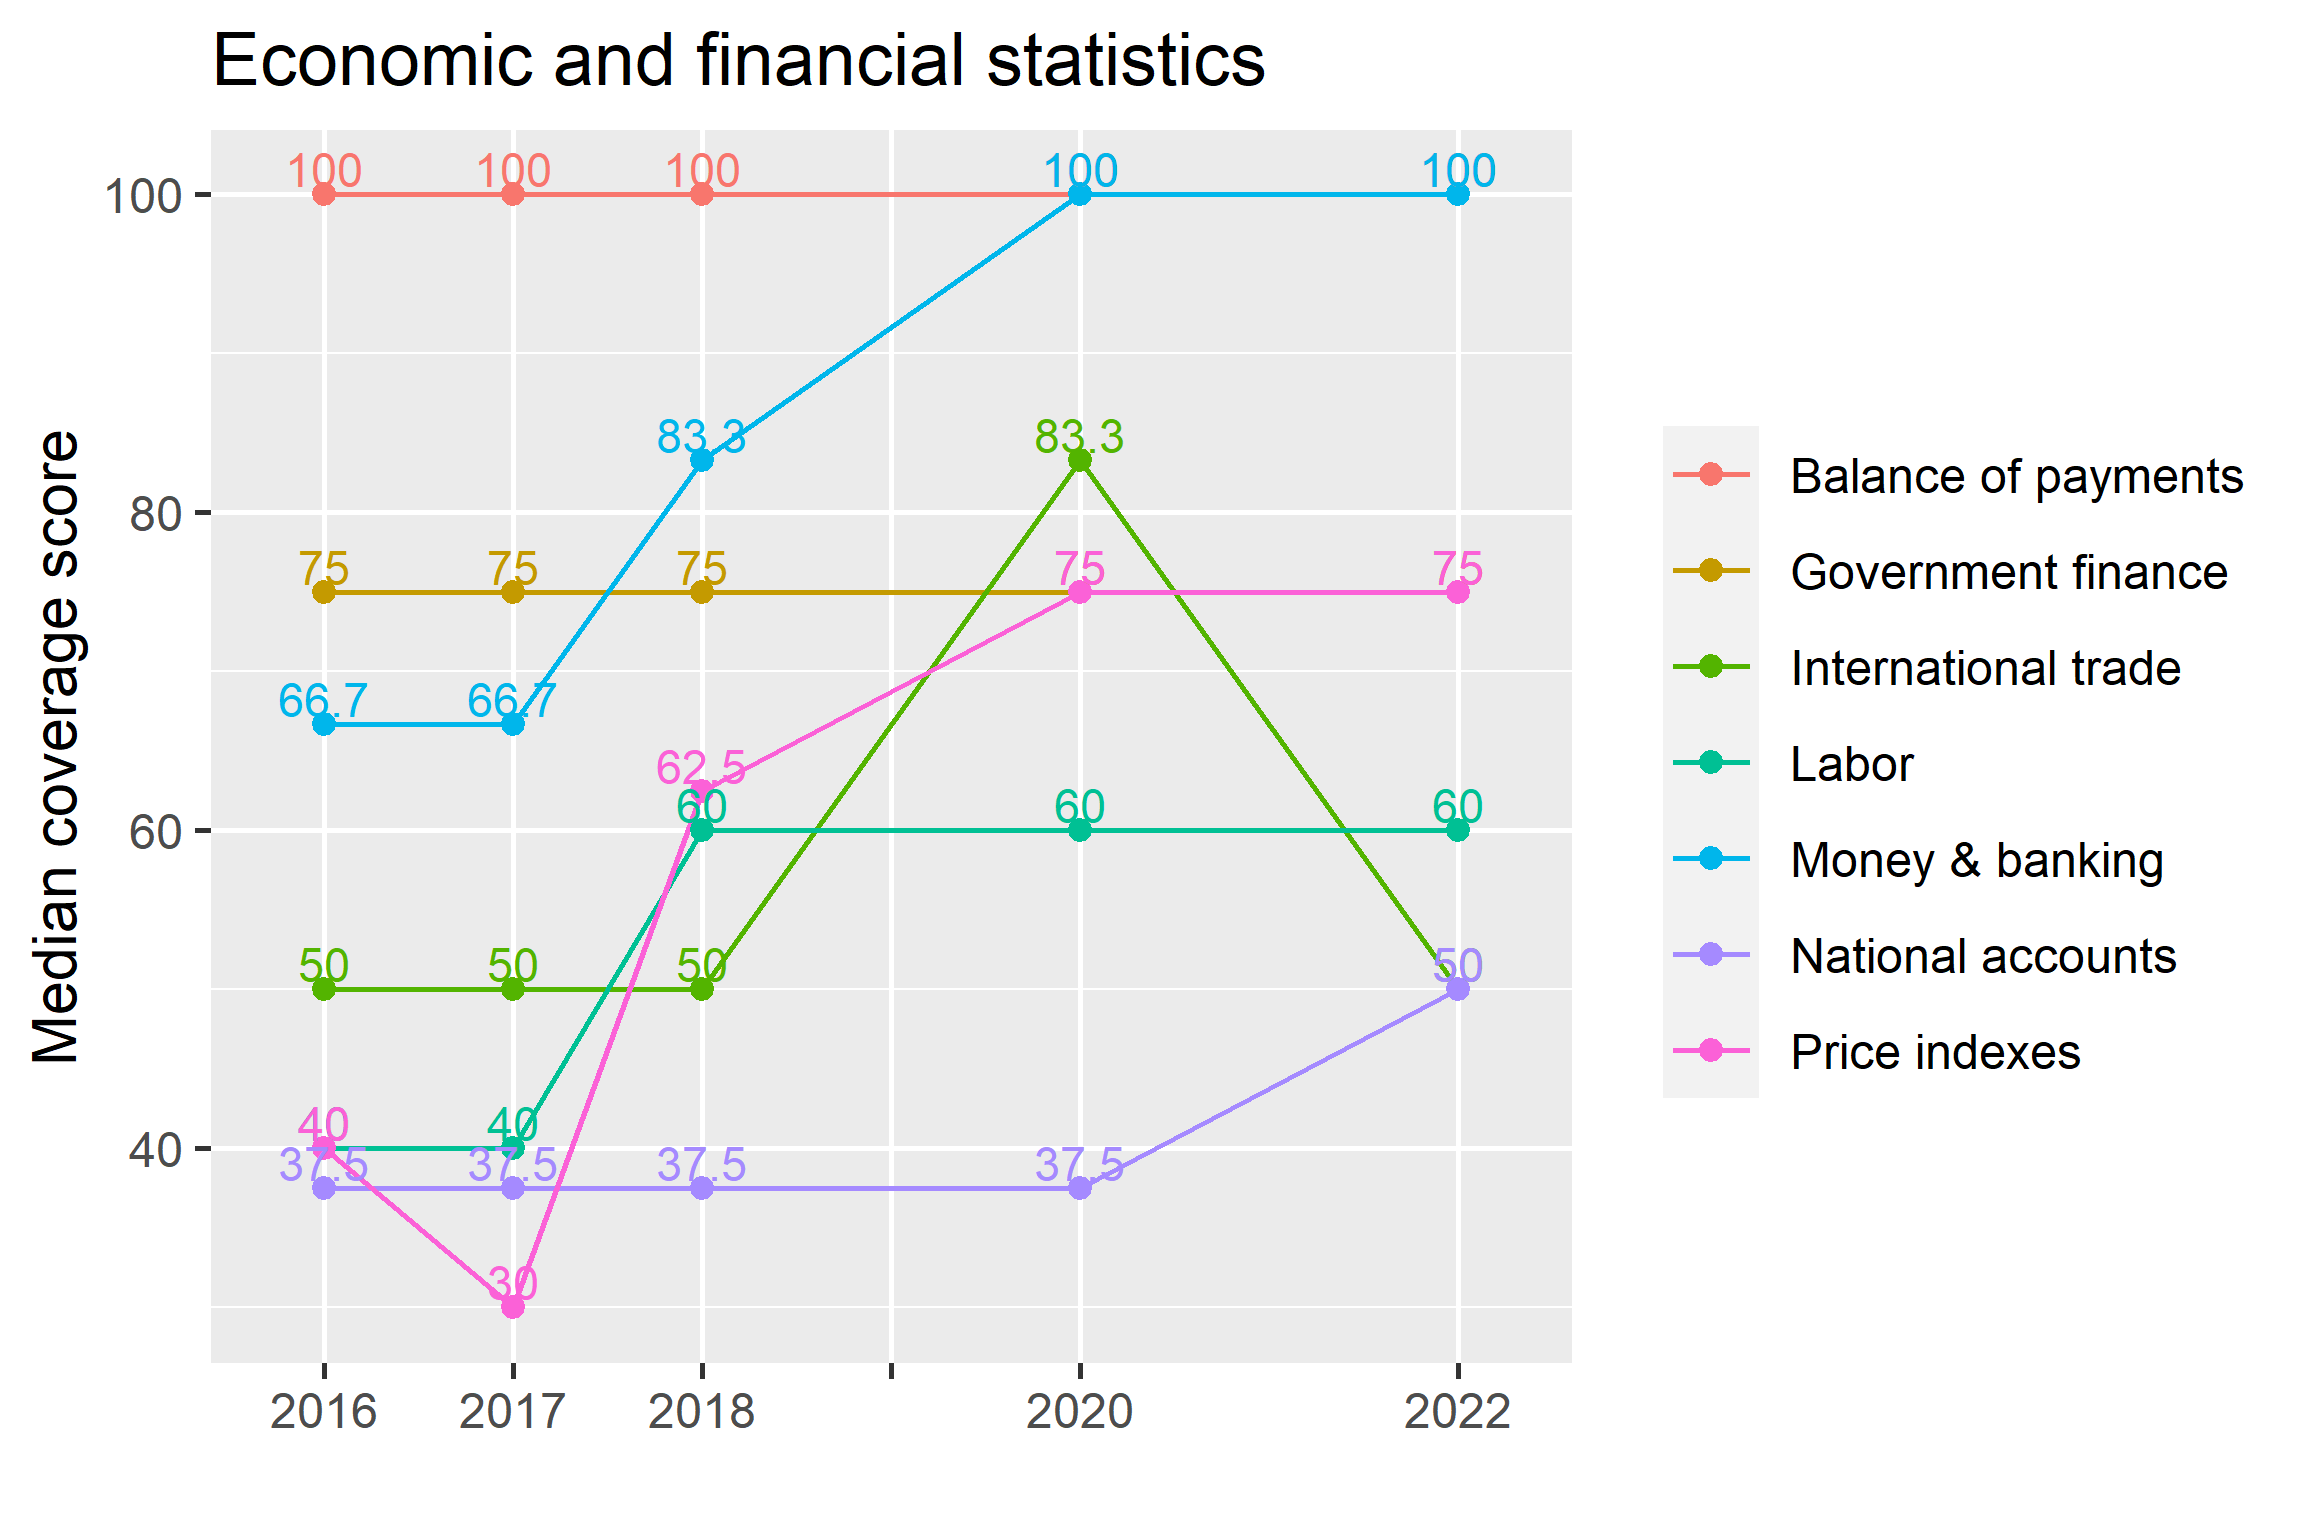 Economic and financial statistics
Median coverage score
100
80
60
40
100 100 100 100 100
83.3 83.3
75 75 75 75 75
66.7 66.7
62.5
60 60 60
50 50 50 50
40 40
37.5 37.5 37.5 37.5
30
2016 2017 2018 2020 2022
Balance of payments
Government finance
International trade
Labor
Money & banking
National accounts
Price indexes